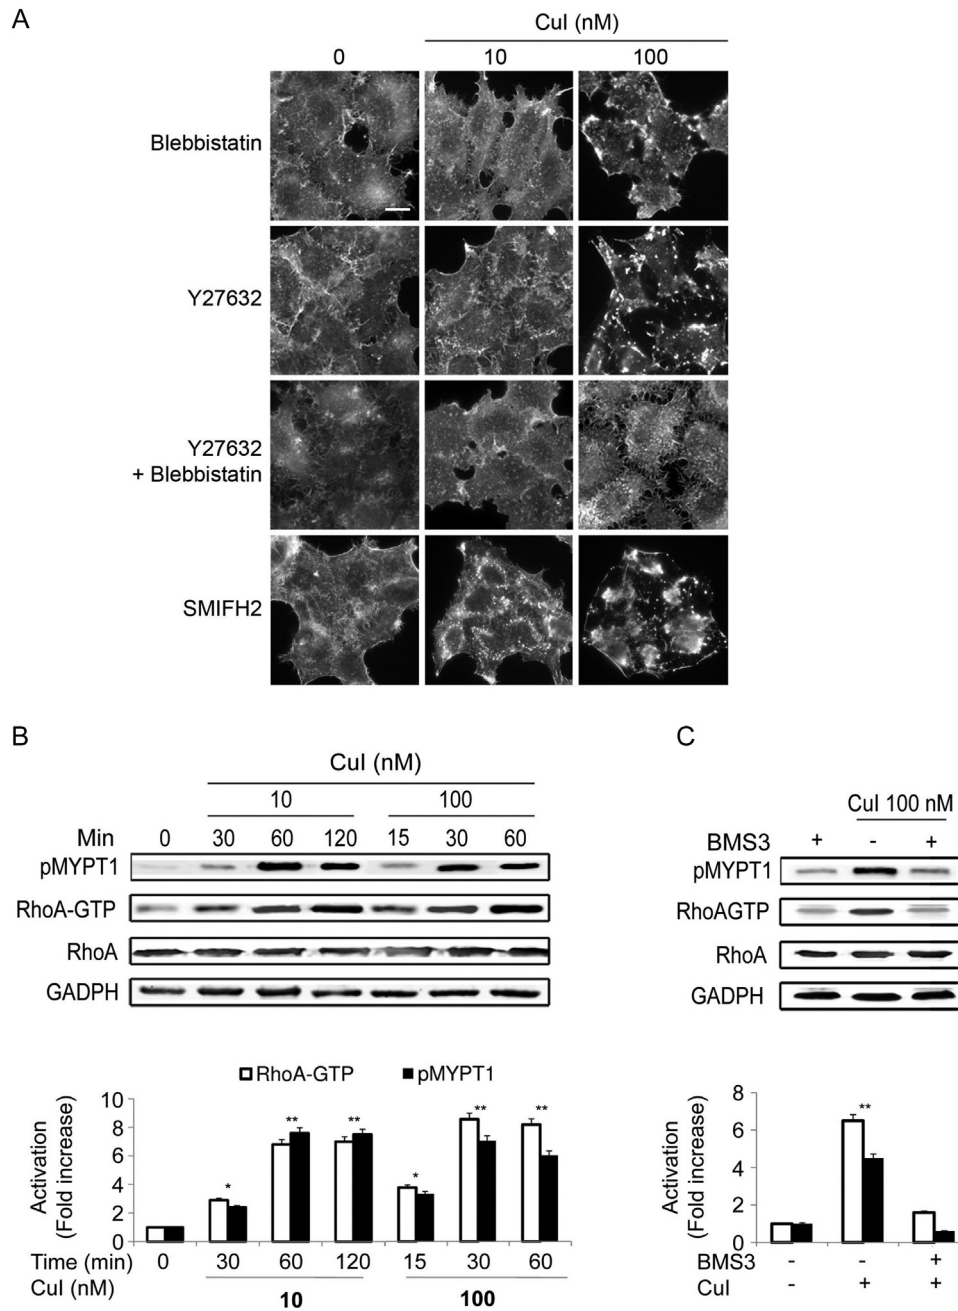 A
CuI (nM)
0 10 100
Blebbistatin
Y27632
Y27632
+ Blebbistatin
SMIFH2
B
CuI (nM)
10 100
Min 0 30 60 120 15 30 60
pMYPT1
RhoA-GTP
RhoA
GADPH
RhoA-GTP pMYPT1
Activation
(Fold increase)
10
8
6
4
2
0
* ** ** * ** **
Time (min) 0 30 60 120 15 30 60
CuI (nM) 10 100
C
CuI 100 nM
BMS3 + - +
pMYPT1
RhoAGTP
RhoA
GADPH
Activation
(Fold increase)
8
6
4
2
0
**
BMS3 - - +
CuI - + +